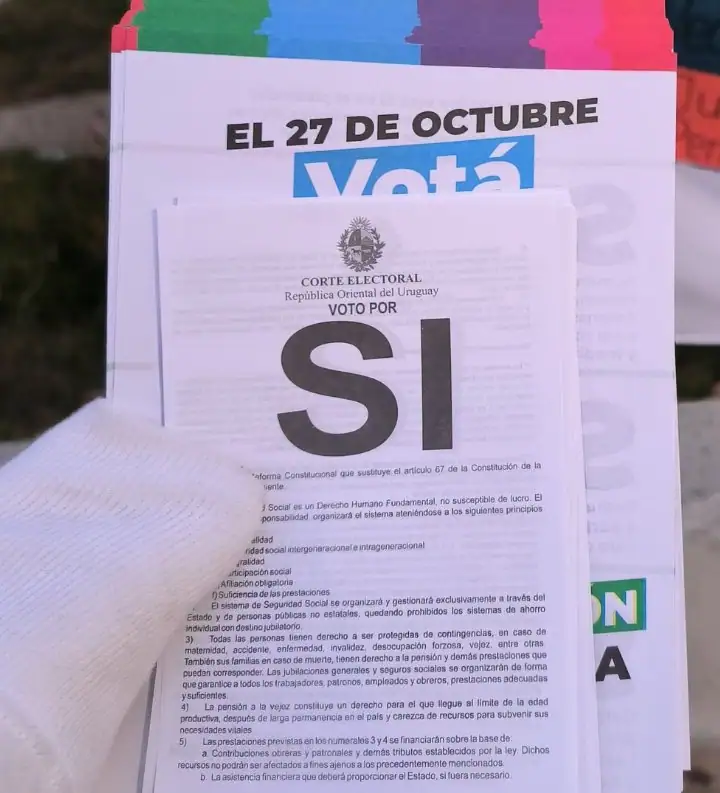 EL 27 DE OCTUBRE
Votá
CORTE ELECTORAL
República Oriental del Uruguay
VOTO POR
SI
Constitucional que sustituye el artículo 67 de la Constitución de la
Social es un Derecho Humano Fundamental, no susceptible de lucro. El
organizará el sistema ateniéndose a los siguientes principios
social intergeneracional e intrageneracional
social
Afiliación obligatoria
f) Suficiencia de las prestaciones
El sistema de Seguridad Social se organizará y gestionará exclusivamente a través del
Estado y de personas públicas no estatales, quedando prohibidos los sistemas de ahorro
individual con destino jubilatorio.
3) Todas las personas tienen derecho a ser protegidas de contingencias, en caso de
maternidad, accidente, enfermedad, invalidez, desocupación forzosa, vejez, entre otras
También sus familias en caso de muerte, tienen derecho a la pensión y demás prestaciones que
puedan corresponder. Las jubilaciones generales y seguros sociales se organizarán de forma
que garantice a todos los trabajadores, patronos, empleados y obreros, prestaciones adecuadas
y suficientes.
4) La pensión a la vejez constituye un derecho para el que llegue al límite de la edad
productiva, después de larga permanencia en el país y carezca de recursos para subvenir sus
necesidades vitales
5) Las prestaciones previstas en los numerales 3 y 4 se financiarán sobre la base de:
a. Contribuciones obreras y patronales y demás tributos establecidos por la ley. Dichos
recursos no podrán ser afectados a fines ajenos a los precedentemente mencionados.
b. La asistencia financiera que deberá proporcionar el Estado, si fuera necesario.